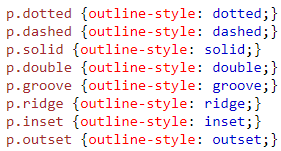 p.dotted {outline-style: dotted;}
p.dashed {outline-style: dashed;}
p.solid {outline-style: solid;}
p.double {outline-style: double;}
p.groove {outline-style: groove;}
p.ridge {outline-style: ridge;}
p.inset {outline-style: inset;}
p.outset {outline-style: outset;}